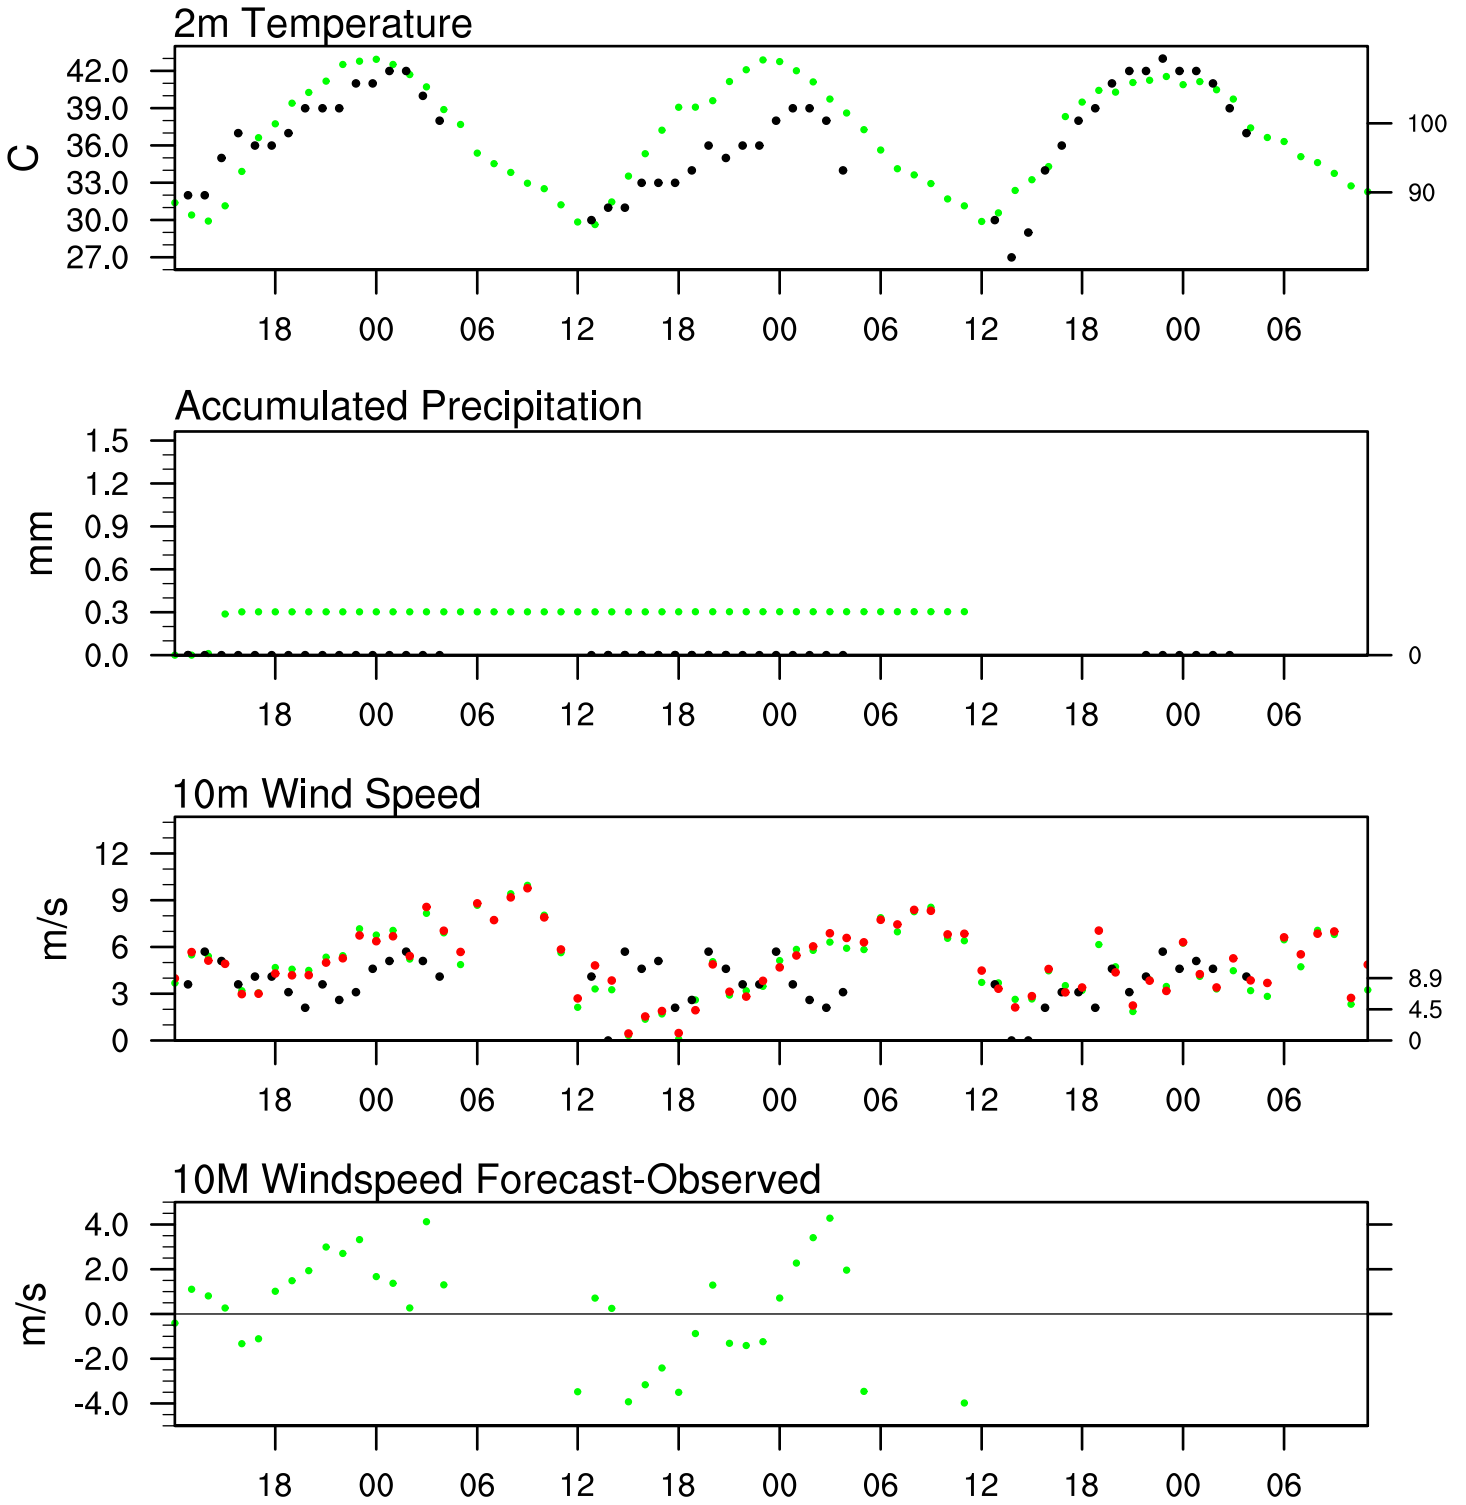 2m Temperature
42.0
39.0
36.0
33.0
30.0
27.0
C
100
90
18 00 06 12 18 00 06 12 18 00 06
Accumulated Precipitation
1.5
1.2
0.9
0.6
0.3
0.0
mm
0
18 00 06 12 18 00 06 12 18 00 06
10m Wind Speed
12
9
6
3
0
m/s
8.9
4.5
0
18 00 06 12 18 00 06 12 18 00 06
10M Windspeed Forecast-Observed
4.0
2.0
0.0
-2.0
-4.0
m/s
18 00 06 12 18 00 06 12 18 00 06